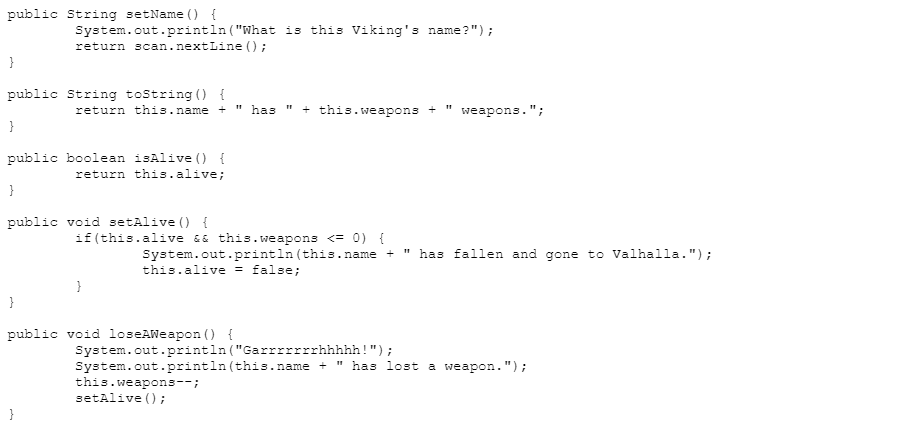 public String setName() {
        System.out.println("What is this Viking's name?");
        return scan.nextLine();
}

public String toString() {
        return this.name + " has " + this.weapons + " weapons.";
}

public boolean isAlive() {
        return this.alive;
}

public void setAlive() {
        if(this.alive && this.weapons <= 0) {
                System.out.println(this.name + " has fallen and gone to Valhalla.");
                this.alive = false;
        }
}

public void loseAWeapon() {
        System.out.println("Garrrrrrrhhhhh!");
        System.out.println(this.name + " has lost a weapon.");
        this.weapons--;
        setAlive();
}